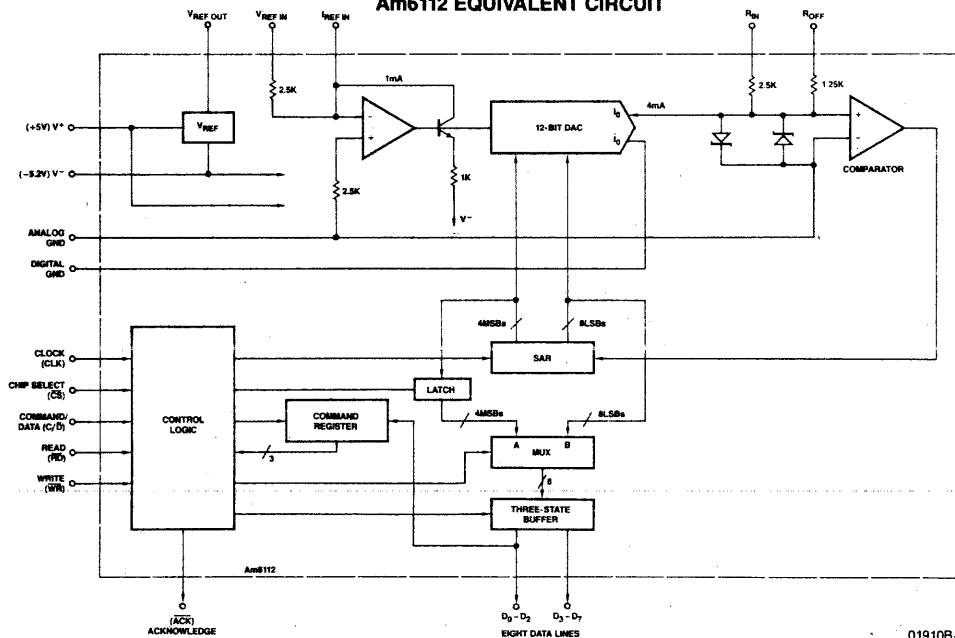 Am6112 EQUIVALENT CIRCUIT
VREF OUT
VREF IN
IREF IN
RIN
ROFF
2.5K
1mA
2.5K
1.25K
4mA
(+5V) V+
VREF
−
+
12-BIT DAC
i0
i0
+
−
COMPARATOR
(−5.2V) V−
2.5K
1K
V−
ANALOG
GND
DIGITAL
GND
4MSBs
8LSBs
CLOCK
(CLK)
SAR
CHIP SELECT
(CS)
LATCH
COMMAND/
DATA (C/D)
CONTROL
LOGIC
COMMAND
REGISTER
4MSBs
8LSBs
READ
(RD)
3
A
B
MUX
WRITE
(WR)
8
THREE-STATE
BUFFER
Am6112
(ACK)
ACKNOWLEDGE
D0 – D2
D3 – D7
EIGHT DATA LINES